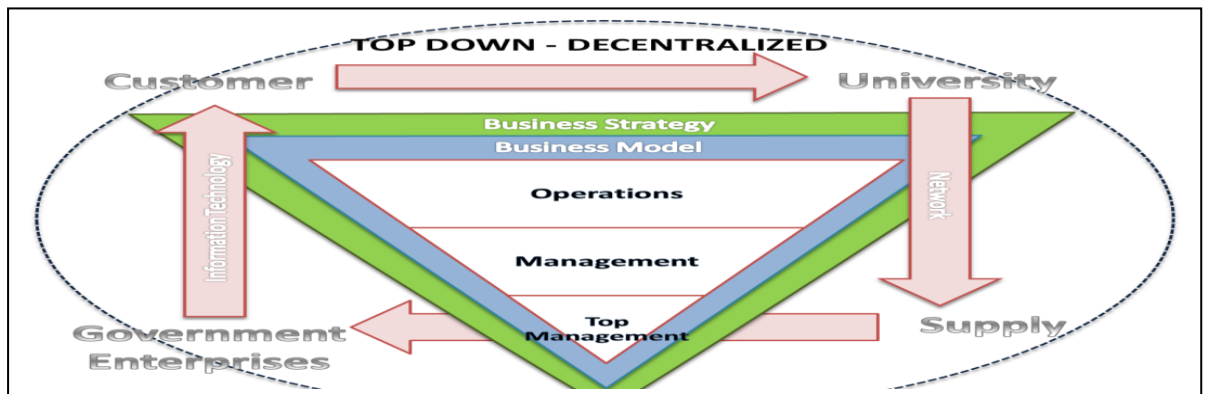 TOP DOWN - DECENTRALIZED
Customer
University
Business Strategy
Business Model
Operations
Information Technology
Network
Management
Top
Management
Supply
Government
Enterprises